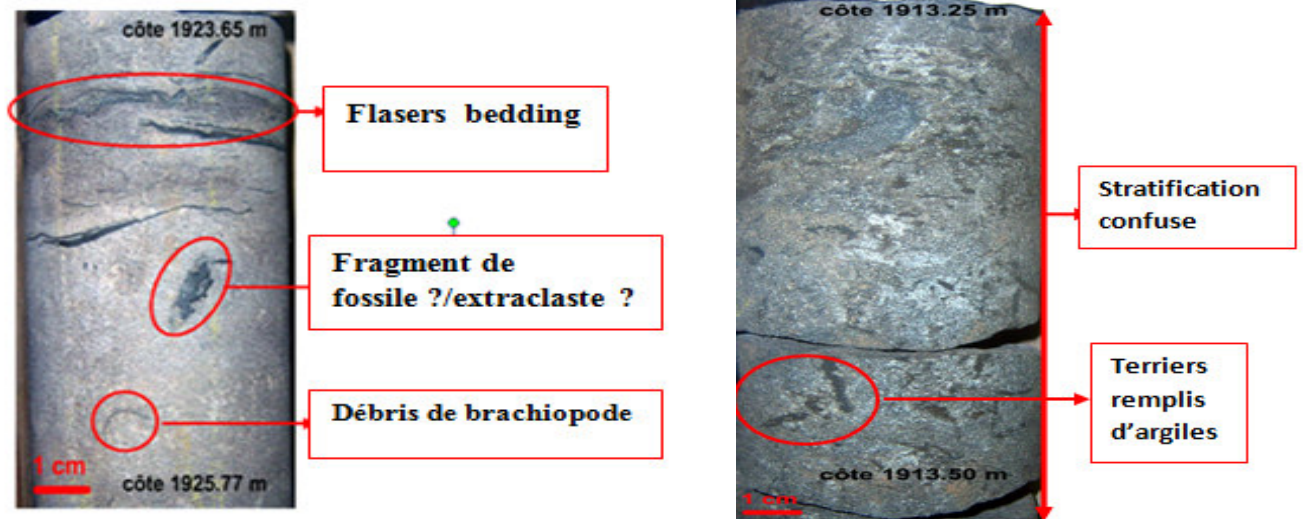 côte 1923.65 m
Flasers bedding
Fragment de
fossile ?/extraclaste ?
Débris de brachiopode
1 cm
côte 1925.77 m
côte 1913.25 m
Stratification
confuse
Terriers
remplis
d’argiles
côte 1913.50 m
1 cm